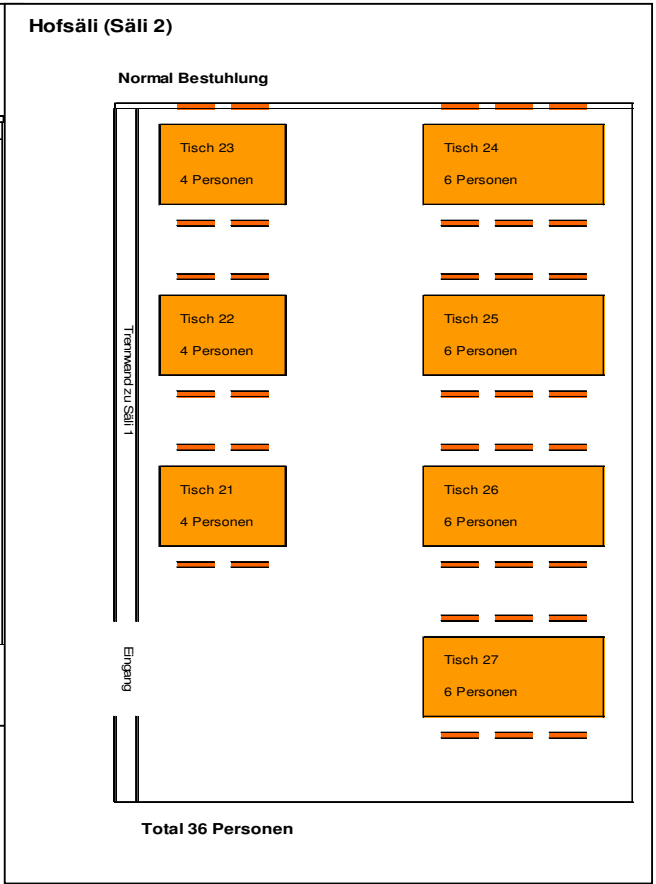 Hofsäli (Säli 2)
Normal Bestuhlung
Tisch 23
4 Personen
Tisch 24
6 Personen
Tisch 22
4 Personen
Tisch 25
6 Personen
Trennwand zu Säli 1
Tisch 21
4 Personen
Tisch 26
6 Personen
Eingang
Tisch 27
6 Personen
Total 36 Personen